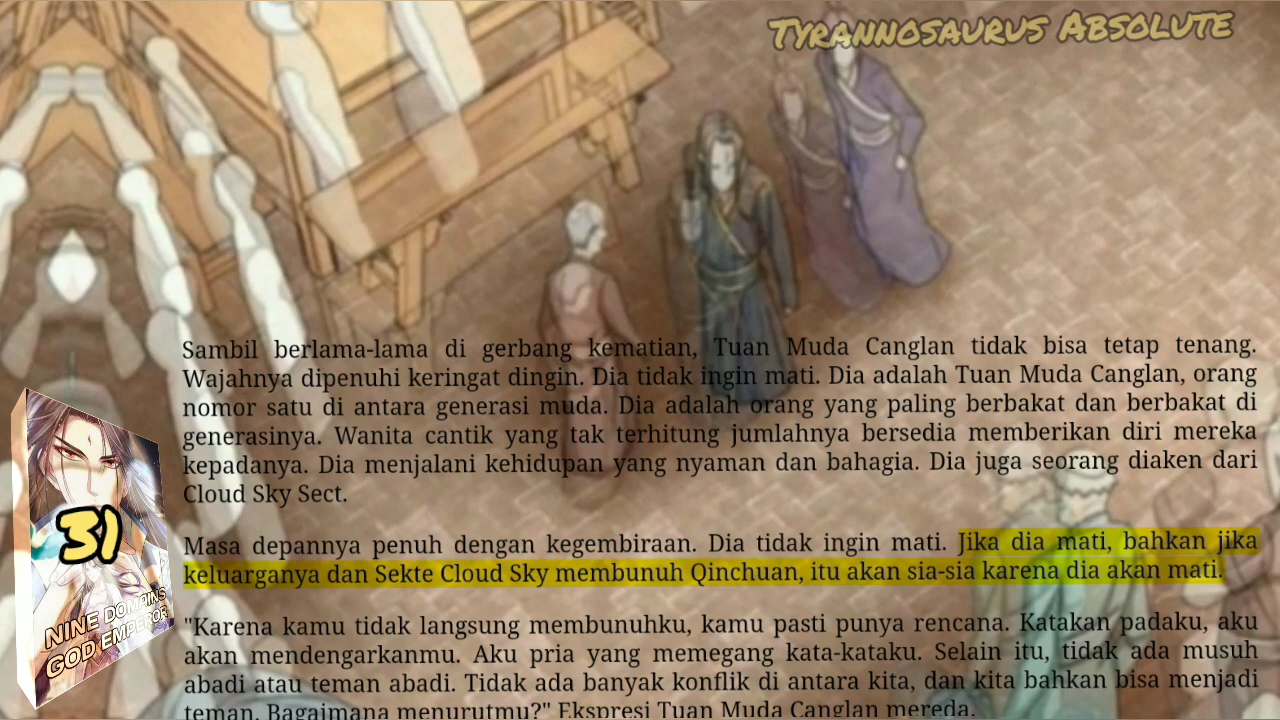 Tyrannosaurus Absolute
Sambil berlama-lama di gerbang kematian, Tuan Muda Canglan tidak bisa tetap tenang.
Wajahnya dipenuhi keringat dingin. Dia tidak ingin mati. Dia adalah Tuan Muda Canglan, orang
nomor satu di antara generasi muda. Dia adalah orang yang paling berbakat dan berbakat di
generasinya. Wanita cantik yang tak terhitung jumlahnya bersedia memberikan diri mereka
kepadanya. Dia menjalani kehidupan yang nyaman dan bahagia. Dia juga seorang diaken dari
Cloud Sky Sect.
Masa depannya penuh dengan kegembiraan. Dia tidak ingin mati. Jika dia mati, bahkan jika
keluarganya dan Sekte Cloud Sky membunuh Qinchuan, itu akan sia-sia karena dia akan mati.
"Karena kamu tidak langsung membunuhku, kamu pasti punya rencana. Katakan padaku, aku
akan mendengarkanmu. Aku pria yang memegang kata-kataku. Selain itu, tidak ada musuh
abadi atau teman abadi. Tidak ada banyak konflik di antara kita, dan kita bahkan bisa menjadi
teman. Bagaimana menurutmu?" Ekspresi Tuan Muda Canglan mereda.
31
NINE DOMAINS
GOD EMPEROR